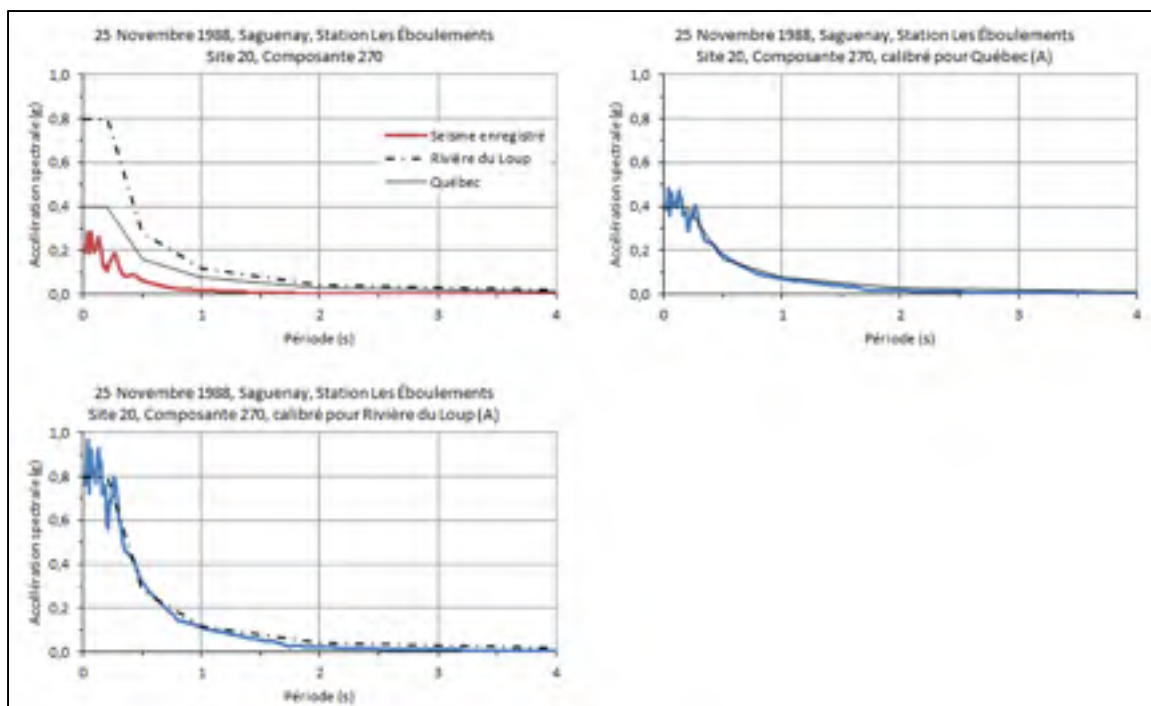 25 Novembre 1988, Saguenay, Station Les Éboulements
Site 20, Composante 270
1,0
0,8
0,6
0,4
0,2
0,0
Accélération spectrale (g)
Seisme enregistré
Rivière du Loup
Québec
0
1
2
3
4
Période (s)
25 Novembre 1988, Saguenay, Station Les Éboulements
Site 20, Composante 270, calibré pour Québec (A)
1,0
0,8
0,6
0,4
0,2
0,0
Accélération spectrale (g)
0
1
2
3
4
Période (s)
25 Novembre 1988, Saguenay, Station Les Éboulements
Site 20, Composante 270, calibré pour Rivière du Loup (A)
1,0
0,8
0,6
0,4
0,2
0,0
Accélération spectrale (g)
0
1
2
3
4
Période (s)